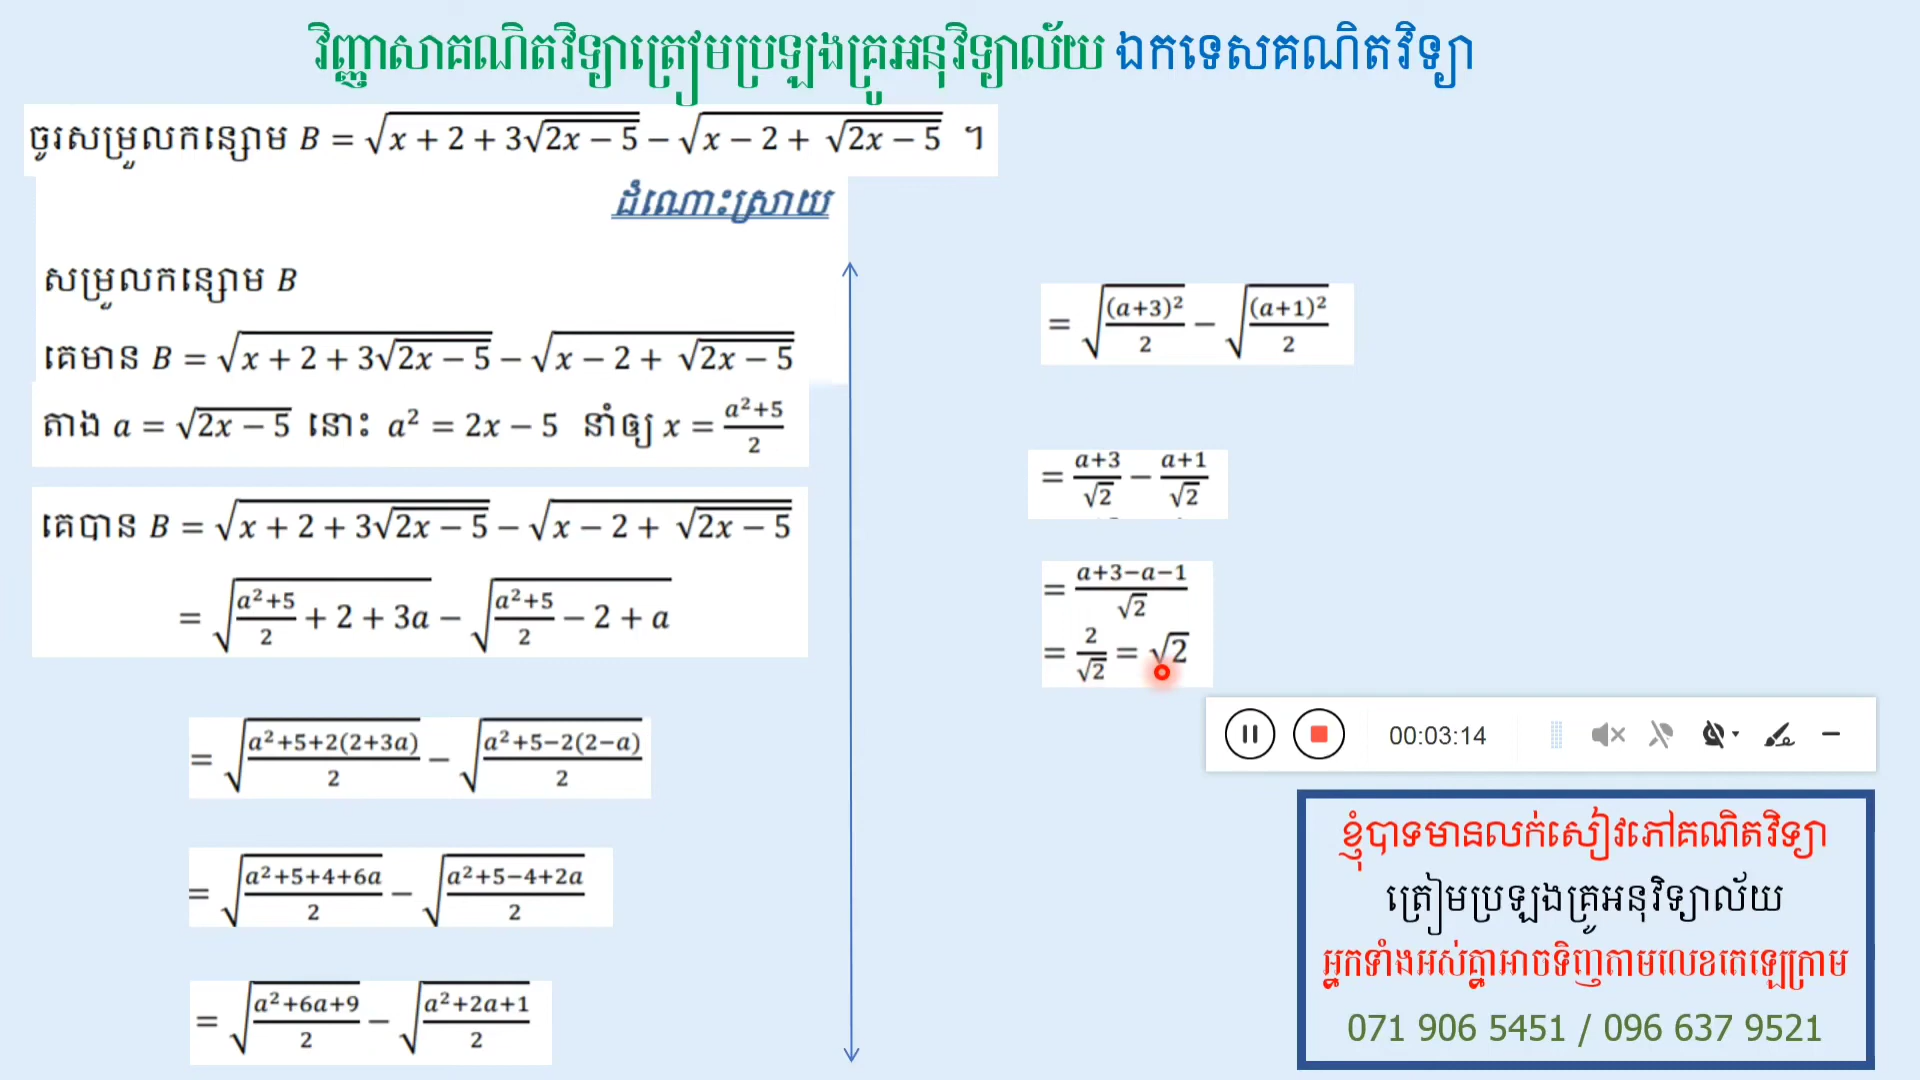 វិញ្ញាសាគណិតវិទ្យាត្រៀមប្រឡងគ្រូអនុវិទ្យាល័យ ឯកទេសគណិតវិទ្យា
ចូរសម្រួលកន្សោម B = √(x + 2 + 3√(2x − 5)) − √(x − 2 + √(2x − 5)) ។
ដំណោះស្រាយ
សម្រួលកន្សោម B
គេមាន B = √(x + 2 + 3√(2x − 5)) − √(x − 2 + √(2x − 5))
តាង a = √(2x − 5) នោះ a² = 2x − 5 នាំឲ្យ x = (a²+5)/2
គេបាន B = √(x + 2 + 3√(2x − 5)) − √(x − 2 + √(2x − 5))
= √((a²+5)/2 + 2 + 3a) − √((a²+5)/2 − 2 + a)
= √((a²+5+2(2+3a))/2) − √((a²+5−2(2−a))/2)
= √((a²+5+4+6a)/2) − √((a²+5−4+2a)/2)
= √((a²+6a+9)/2) − √((a²+2a+1)/2)
= √((a+3)²/2) − √((a+1)²/2)
= (a+3)/√2 − (a+1)/√2
= (a+3−a−1)/√2
= 2/√2 = √2
00:03:14
ខ្ញុំបាទមានលក់សៀវភៅគណិតវិទ្យា
ត្រៀមប្រឡងគ្រូអនុវិទ្យាល័យ
អ្នកទាំងអស់គ្នាអាចទិញតាមលេខតេឡេក្រាម
071 906 5451 / 096 637 9521